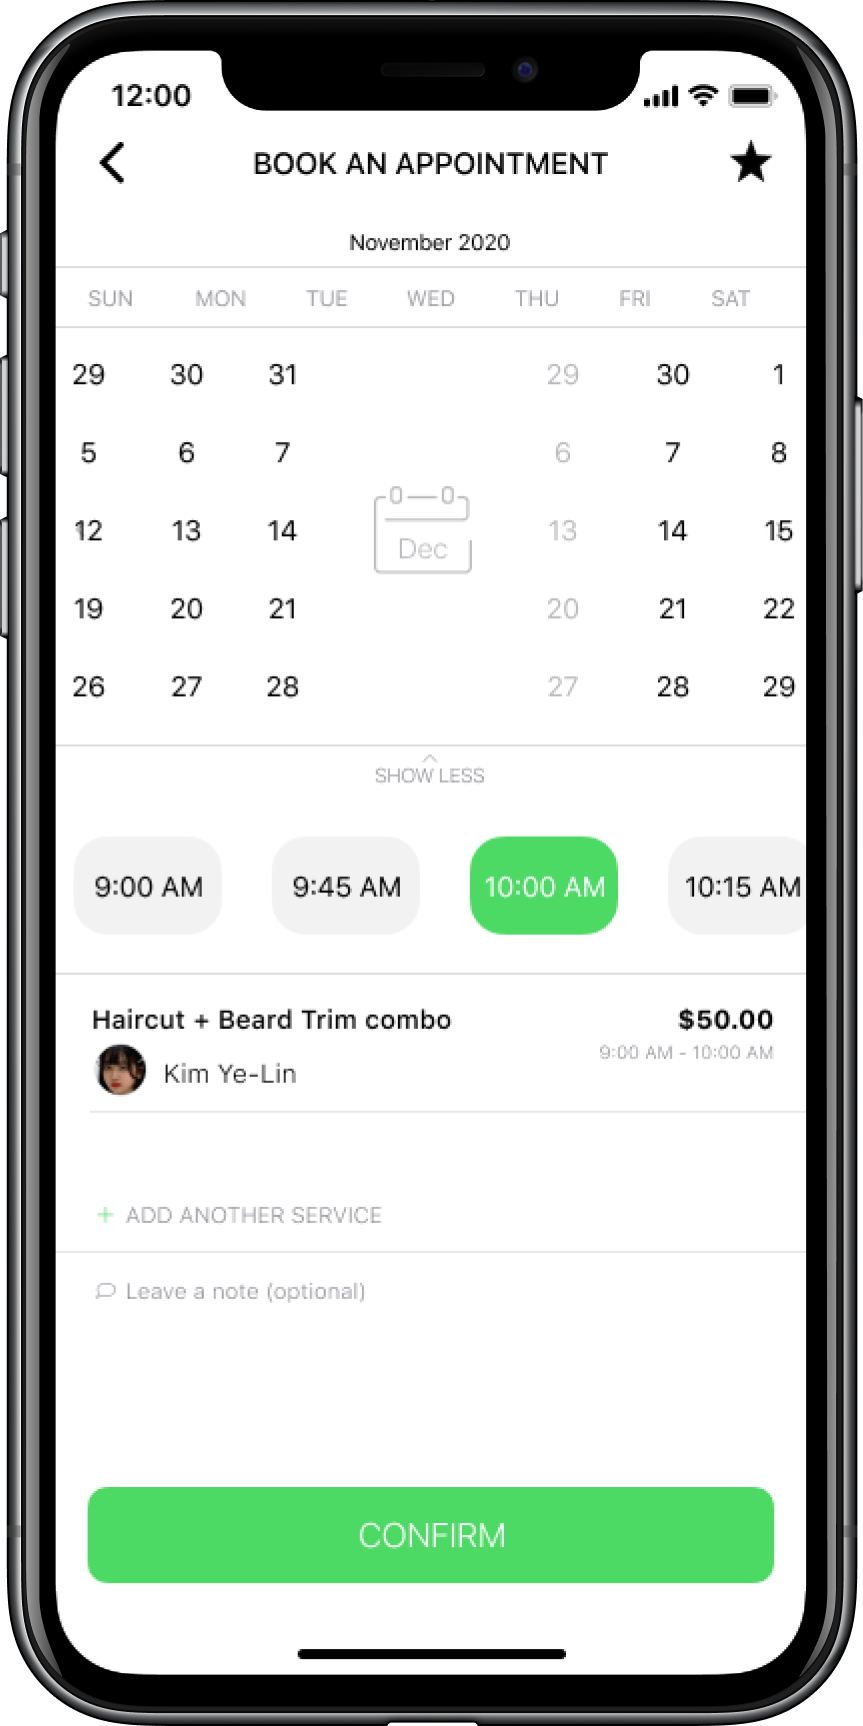 12:00
BOOK AN APPOINTMENT
November 2020
SUN MON TUE WED THU FRI SAT
29 30 31 29 30 1
5 6 7 6 7 8
12 13 14 13 14 15
Dec
19 20 21 20 21 22
26 27 28 27 28 29
SHOW LESS
9:00 AM 9:45 AM 10:00 AM 10:15 AM
Haircut + Beard Trim combo $50.00
9:00 AM - 10:00 AM
Kim Ye-Lin
+ ADD ANOTHER SERVICE
Leave a note (optional)
CONFIRM